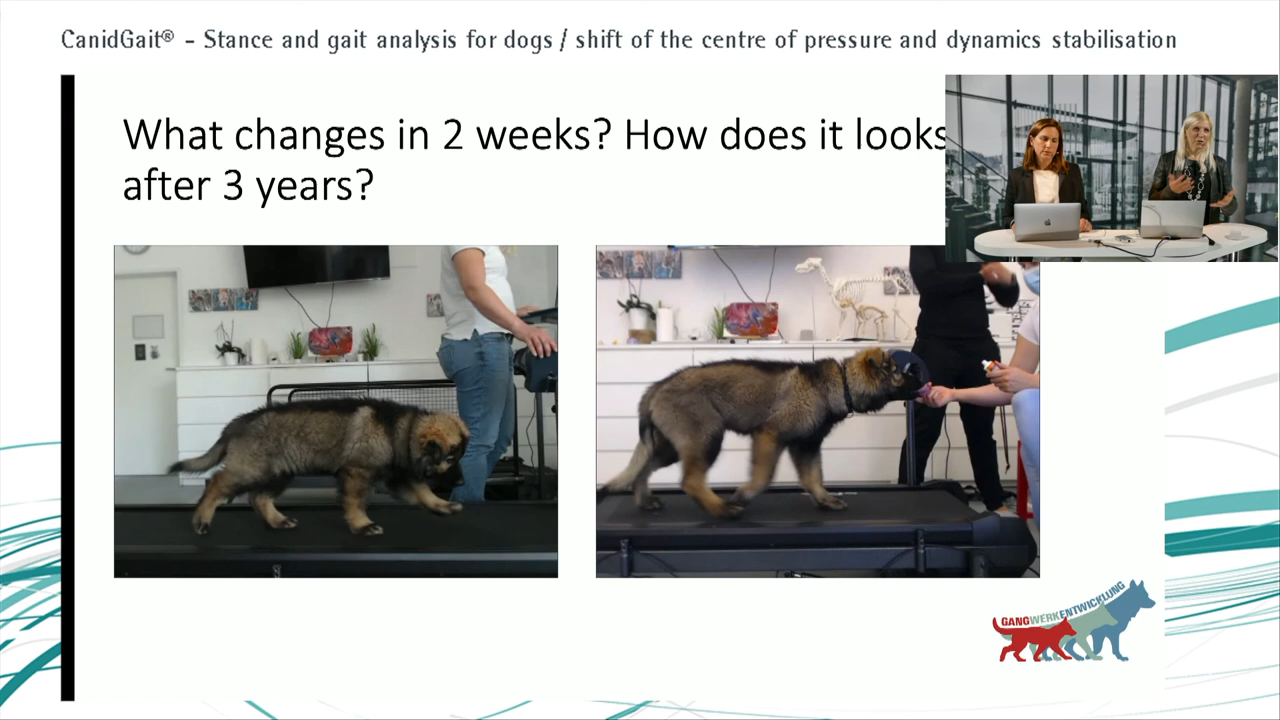 CanidGait® - Stance and gait analysis for dogs / shift of the centre of pressure and dynamics stabilisation
What changes in 2 weeks? How does it looks
after 3 years?
GANGWERKENTWICKLUNG